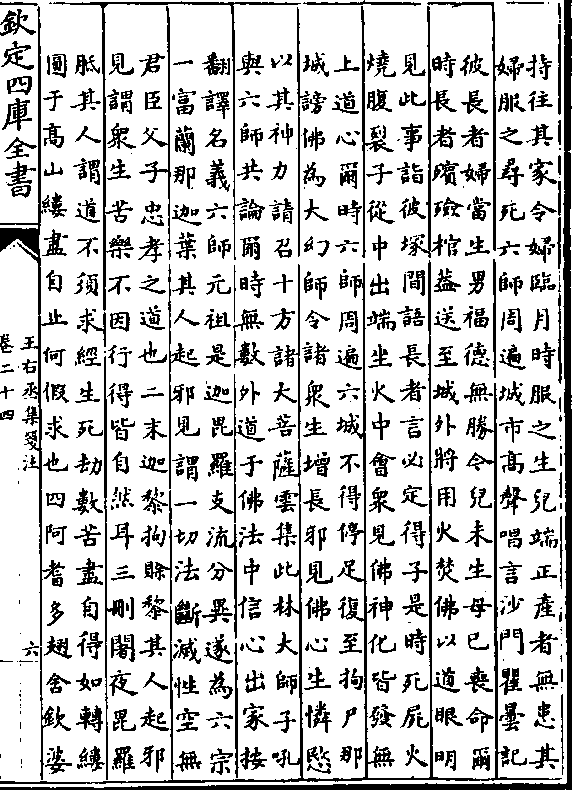 持往其家令婦臨月時服之生兒端正產者無患其
婦服之尋死六師周遍城市高聲唱言沙門瞿曇記
彼長者婦當生男福德無勝令兒未生母已喪命爾
時長者殯殮棺葢送至城外將用火焚佛以道眼明
見此事詣彼塚間語長者言必定得子是時死屍火
燒腹裂子從中出端坐火中會衆見佛神化皆發無
上道心爾時六師周遍六城不得停足復至拘尸那
城謗佛為大幻師令諸衆生增長邪見佛心生憐愍
以其神力請召十方諸大菩薩雲集此林大師子吼
與六師共論爾時無數外道于佛法中信心出家按
翻譯名義六師元祖是迦毘羅支流分異遂為六宗
一富蘭那迦葉其人起邪見謂一切法斷滅性空無
君臣父子忠孝之道也二末迦黎拘賖黎其人起邪
見謂衆生苦樂不因行得皆自然耳三刪闍夜毘羅
胝其人謂道不須求經生死劫數苦盡自得如轉縷
圜于高山縷盡自止何假求也四阿耆多翅舍欽婆
欽定四庫全書
王右丞集箋注
卷二十四
六